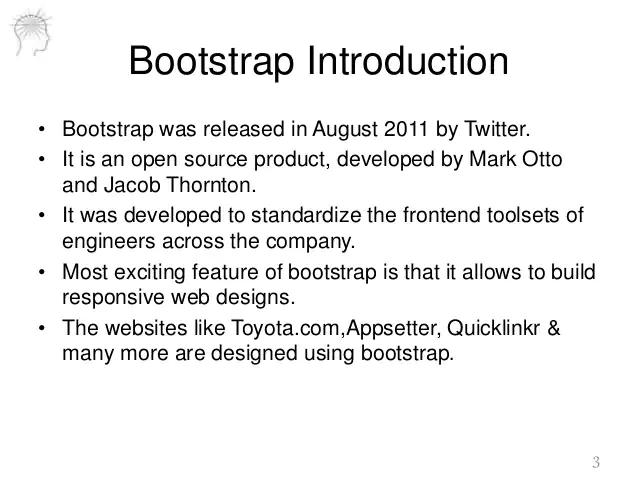 Bootstrap Introduction
• Bootstrap was released in August 2011 by Twitter.
• It is an open source product, developed by Mark Otto
and Jacob Thornton.
• It was developed to standardize the frontend toolsets of
engineers across the company.
• Most exciting feature of bootstrap is that it allows to build
responsive web designs.
• The websites like Toyota.com,Appsetter, Quicklinkr &
many more are designed using bootstrap.
3